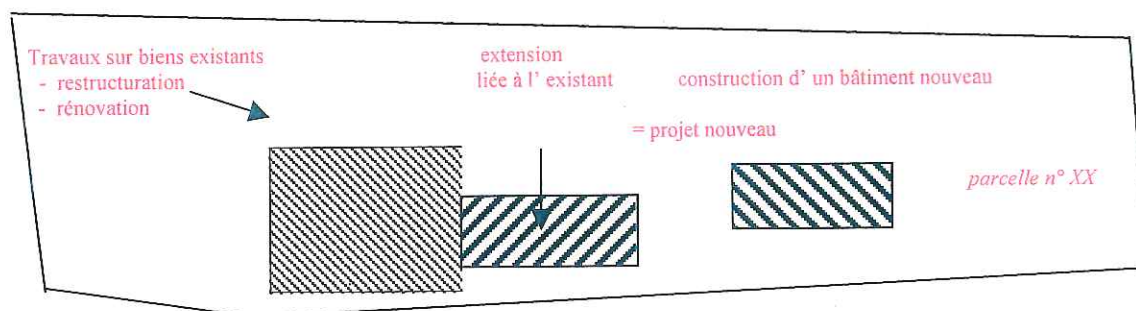 Travaux sur biens existants
- restructuration
- rénovation
extension
liée à l' existant
construction d' un bâtiment nouveau
= projet nouveau
parcelle n° XX